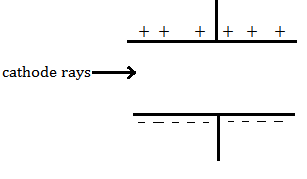 + + + + + +
cathode rays
− − − − − − − − −